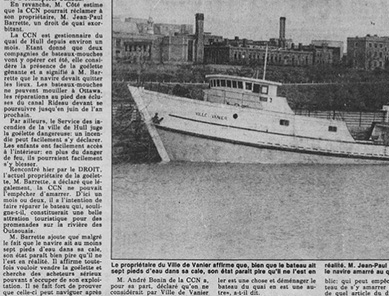 En revanche, M. Côté estime
que la CCN pourrait réclamer à
son propriétaire, M. Jean-Paul
Barrette, un droit de quai exor-
bitant.
La CCN est gestionnaire du
quai de Hull depuis environ un
mois. Étant donné que deux
compagnies de bateaux-mouches
vont y opérer cet été, elle consi-
dère la présence de la goélette
gênante et a signifié à M. Bar-
rette que le navire devait quitter
les lieux. Les bateaux-mouches
ne peuvent mouiller à Ottawa,
les réparations au pied des éclu-
ses du canal Rideau devant se
poursuivre jusqu'en juin de l'an
prochain.
Par ailleurs, le Service des in-
cendies de la ville de Hull juge
la goélette dangereuse: un incen-
die peut facilement s'y déclarer.
Les enfants ont facilement accès
à l'intérieur: en plus du danger
de feu, ils pourraient facilement
s'y blesser.
Rencontré hier par le DROIT,
l'actuel propriétaire de la goélet-
te, M. Barrette, a déclaré que lé-
galement, la CCN ne pouvait
l'empêcher d'amarrer. D'ici un
mois ou deux, il a l'intention de
faire réparer le bateau qui, souli-
gne-t-il, constituerait une belle
attraction touristique pour des
promenades sur la rivière des
Outaouais.
M. Barrette ajoute que malgré
le fait que le navire ait au moins
sept pieds d'eau dans sa cale,
son état paraît bien pire qu'il ne
l'est en réalité. Il affirme toute-
fois vouloir vendre la goélette et
cherche des acheteurs sérieux
pouvant s'occuper de son exploi-
tation. Il se fait fort de prouver
que celle-ci peut naviguer après
VILLE VANIER
Le propriétaire du Ville de Vanier affirme que, bien que le bateau ait
sept pieds d'eau dans sa cale, son état paraît pire qu'il ne l'est en
réalité. M. Jean-
le navire amarré au q
M. André Bonin de la CCN a,
pour sa part, déclaré qu'en ne
considérait par Ville de Vanier
er est une chose et déménager le
bateau du quai en est une au-
tre», a-t-il dit.